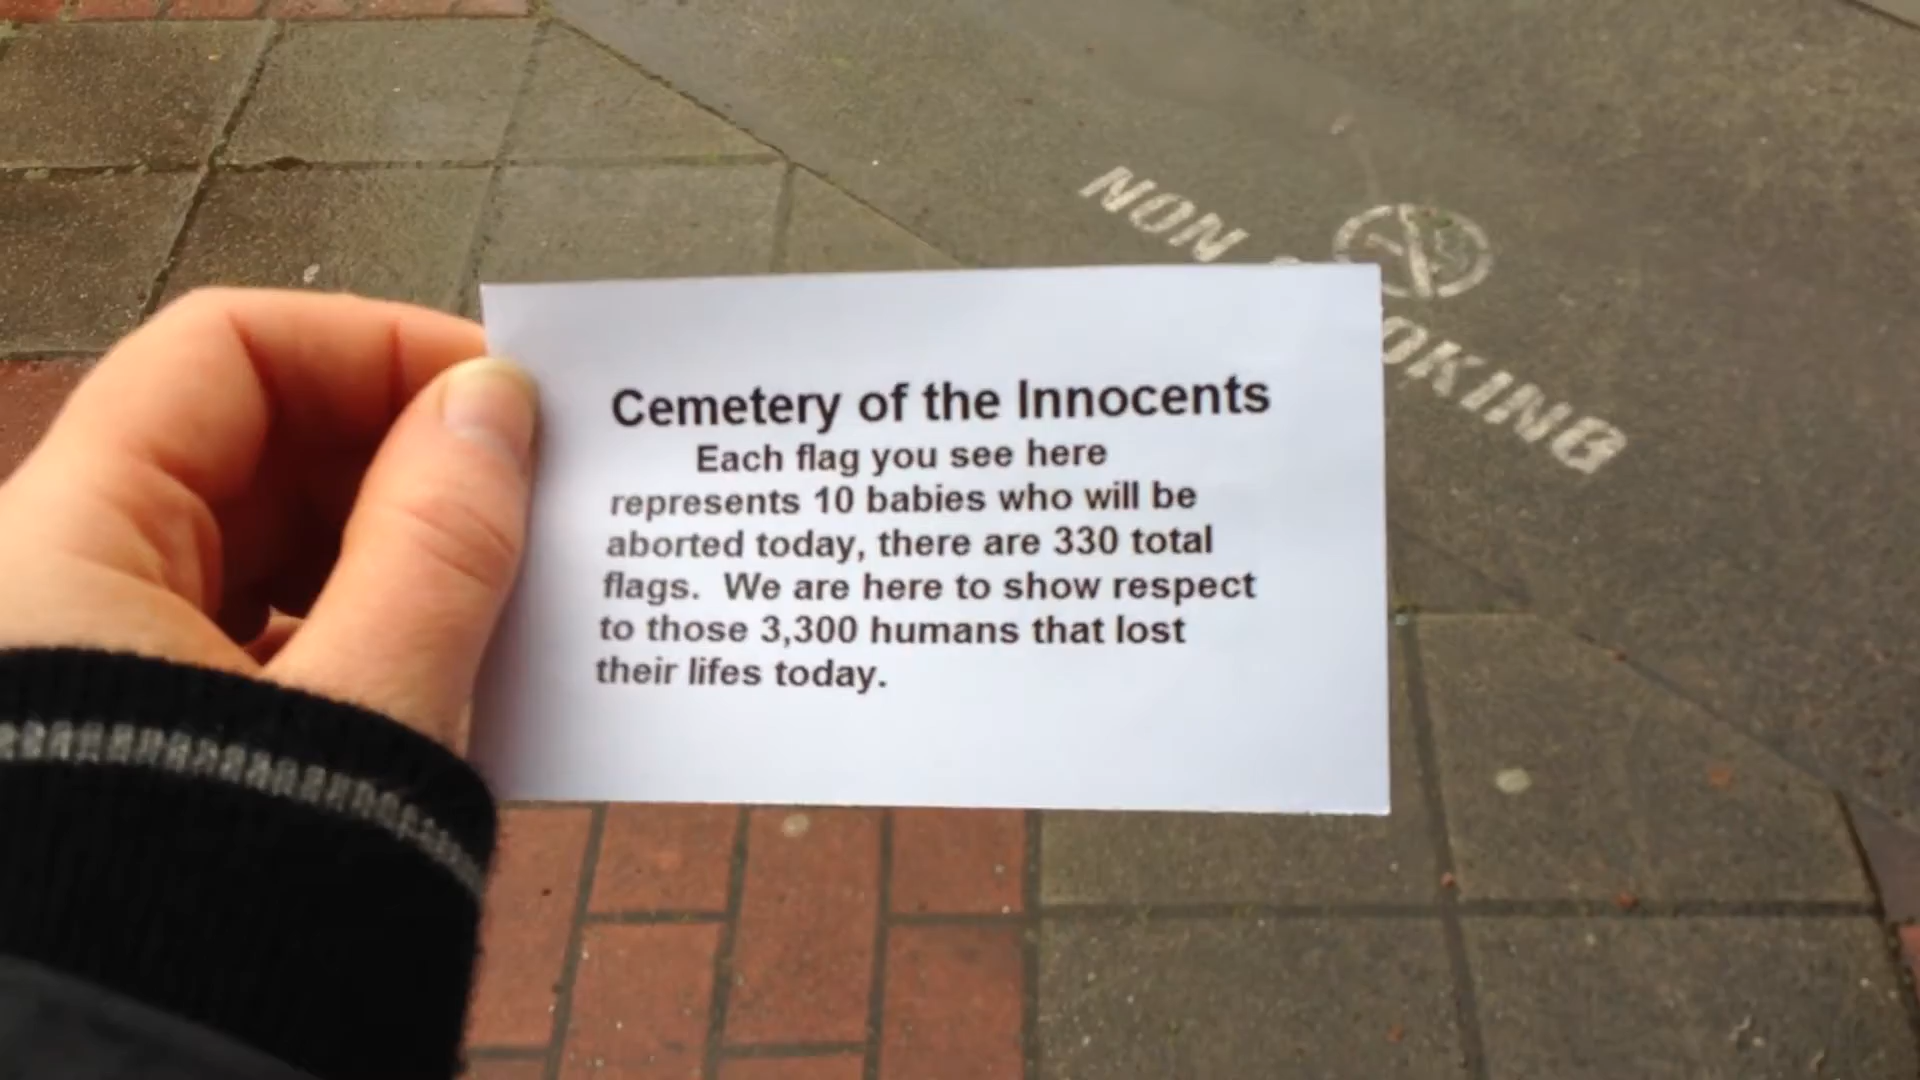 NON
OKING
Cemetery of the Innocents
Each flag you see here
represents 10 babies who will be
aborted today, there are 330 total
flags. We are here to show respect
to those 3,300 humans that lost
their lifes today.